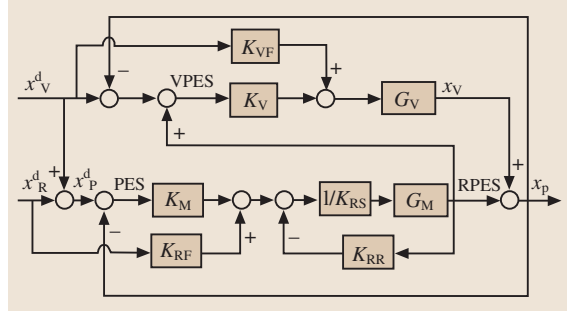 K_VF
x^d_V
−
+
VPES
K_V
G_V
x_V
+
+
x^d_R
+
x^d_P
PES
K_M
1/K_RS
G_M
RPES
x_p
−
K_RF
+
−
K_RR